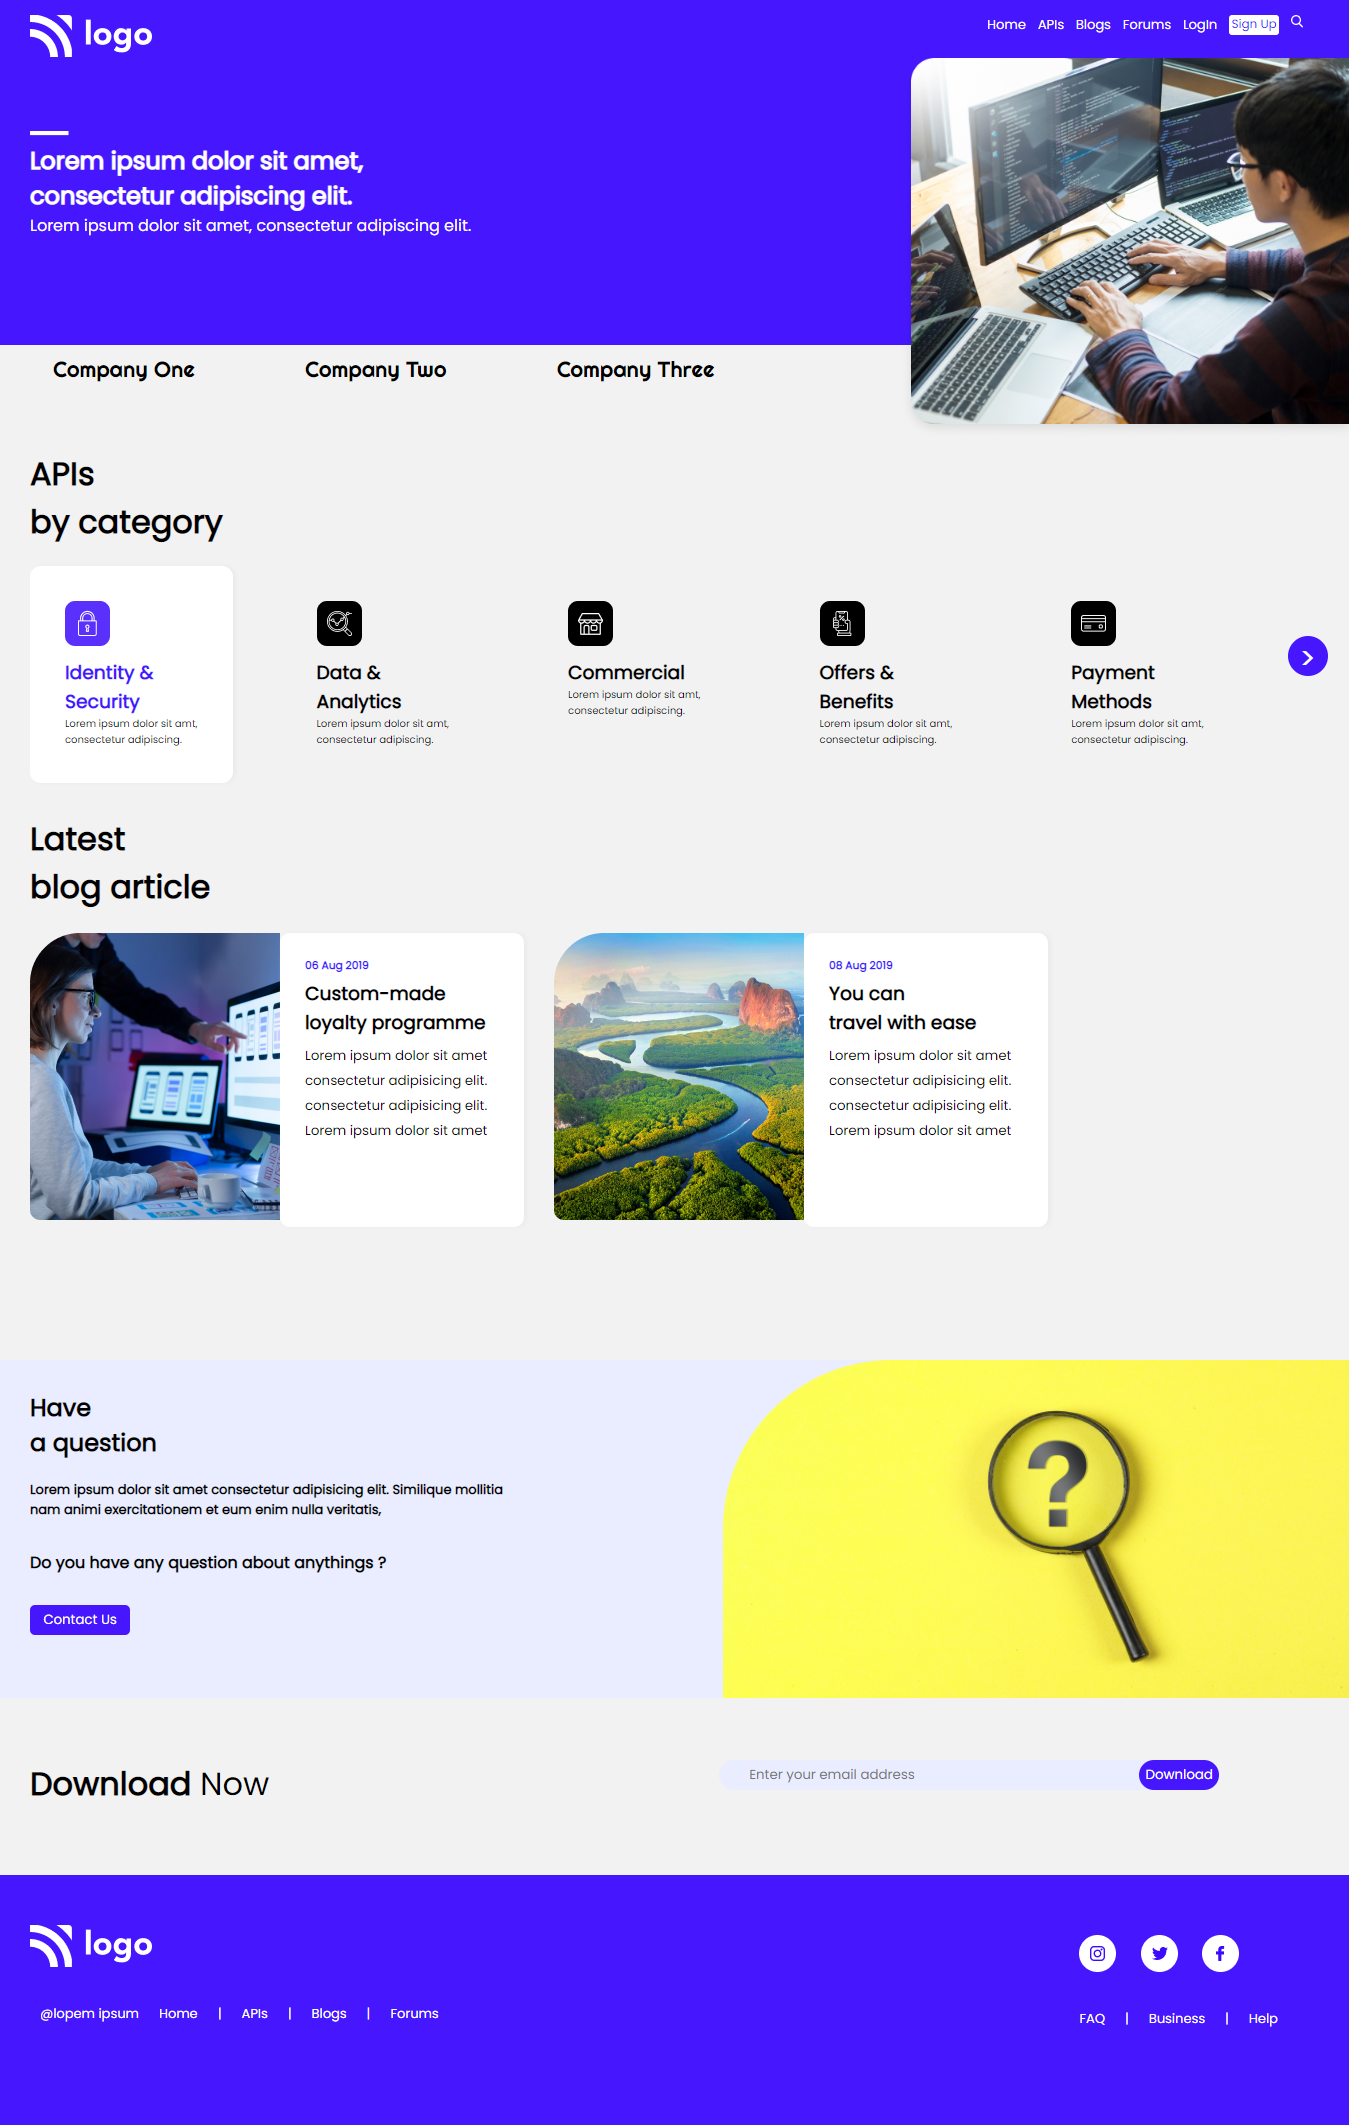 logo
Home APIs Blogs Forums LogIn Sign Up
Lorem ipsum dolor sit amet,
consectetur adipiscing elit.
Lorem ipsum dolor sit amet, consectetur adipiscing elit.
Company One Company Two Company Three
APIs
by category
Identity &
Security
Lorem ipsum dolor sit amt,
consectetur adipiscing.
Data &
Analytics
Lorem ipsum dolor sit amt,
consectetur adipiscing.
Commercial
Lorem ipsum dolor sit amt,
consectetur adipiscing.
Offers &
Benefits
Lorem ipsum dolor sit amt,
consectetur adipiscing.
Payment
Methods
Lorem ipsum dolor sit amt,
consectetur adipiscing.
Latest
blog article
06 Aug 2019
Custom-made
loyalty programme
Lorem ipsum dolor sit amet
consectetur adipisicing elit.
consectetur adipisicing elit.
Lorem ipsum dolor sit amet
08 Aug 2019
You can
travel with ease
Lorem ipsum dolor sit amet
consectetur adipisicing elit.
consectetur adipisicing elit.
Lorem ipsum dolor sit amet
Have
a question
Lorem ipsum dolor sit amet consectetur adipisicing elit. Similique mollitia
nam animi exercitationem et eum enim nulla veritatis,
Do you have any question about anythings ?
Contact Us
?
Download Now
Enter your email address
Download
logo
@lopem ipsum Home | APIs | Blogs | Forums
FAQ | Business | Help